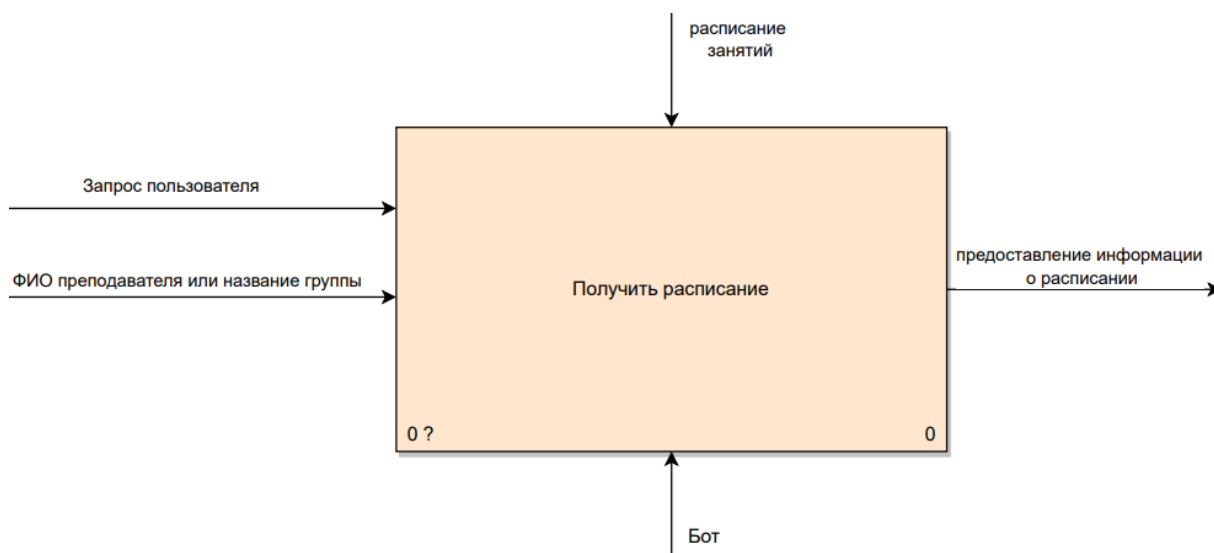 расписание
занятий
Запрос пользователя
ФИО преподавателя или название группы
Получить расписание
предоставление информации
о расписании
0 ?
0
Бот